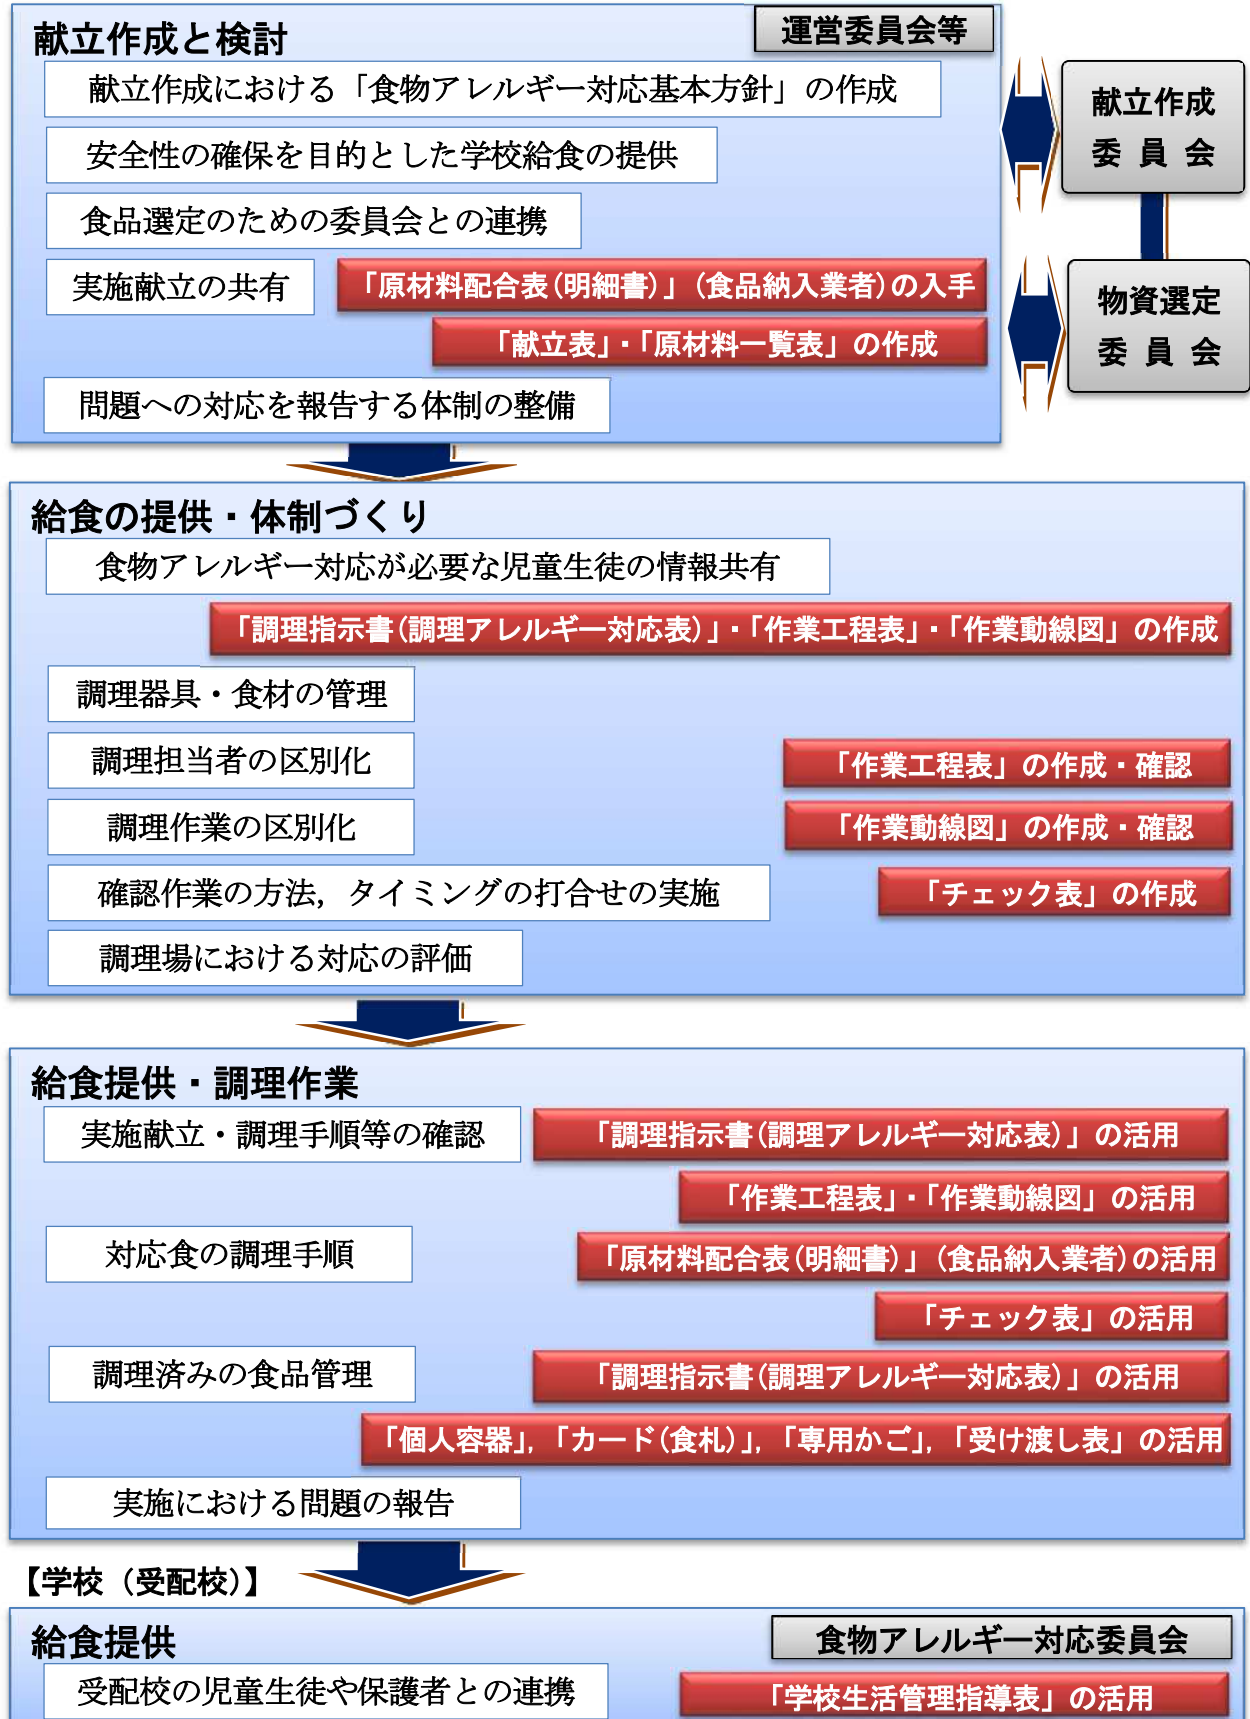 献立作成と検討
運営委員会等
献立作成における「食物アレルギー対応基本方針」の作成
安全性の確保を目的とした学校給食の提供
食品選定のための委員会との連携
実施献立の共有
「原材料配合表(明細書)」(食品納入業者)の入手
「献立表」・「原材料一覧表」の作成
問題への対応を報告する体制の整備
献立作成
委員会
物資選定
委員会
給食の提供・体制づくり
食物アレルギー対応が必要な児童生徒の情報共有
「調理指示書(調理アレルギー対応表)」・「作業工程表」・「作業動線図」の作成
調理器具・食材の管理
調理担当者の区別化
「作業工程表」の作成・確認
調理作業の区別化
「作業動線図」の作成・確認
確認作業の方法，タイミングの打合せの実施
「チェック表」の作成
調理場における対応の評価
給食提供・調理作業
実施献立・調理手順等の確認
「調理指示書(調理アレルギー対応表)」の活用
「作業工程表」・「作業動線図」の活用
対応食の調理手順
「原材料配合表(明細書)」(食品納入業者)の活用
「チェック表」の活用
調理済みの食品管理
「調理指示書(調理アレルギー対応表)」の活用
「個人容器」，「カード(食札)」，「専用かご」，「受け渡し表」の活用
実施における問題の報告
【学校（受配校）】
給食提供
食物アレルギー対応委員会
受配校の児童生徒や保護者との連携
「学校生活管理指導表」の活用